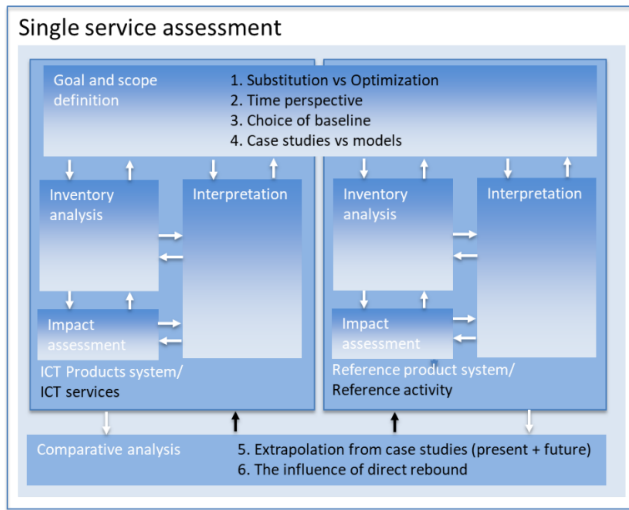 Single service assessment
Goal and scope
definition
1. Substitution vs Optimization
2. Time perspective
3. Choice of baseline
4. Case studies vs models
Inventory
analysis
Interpretation
Impact
assessment
ICT Products system/
ICT services
Inventory
analysis
Interpretation
Impact
assessment
Reference product system/
Reference activity
Comparative analysis
5. Extrapolation from case studies (present + future)
6. The influence of direct rebound